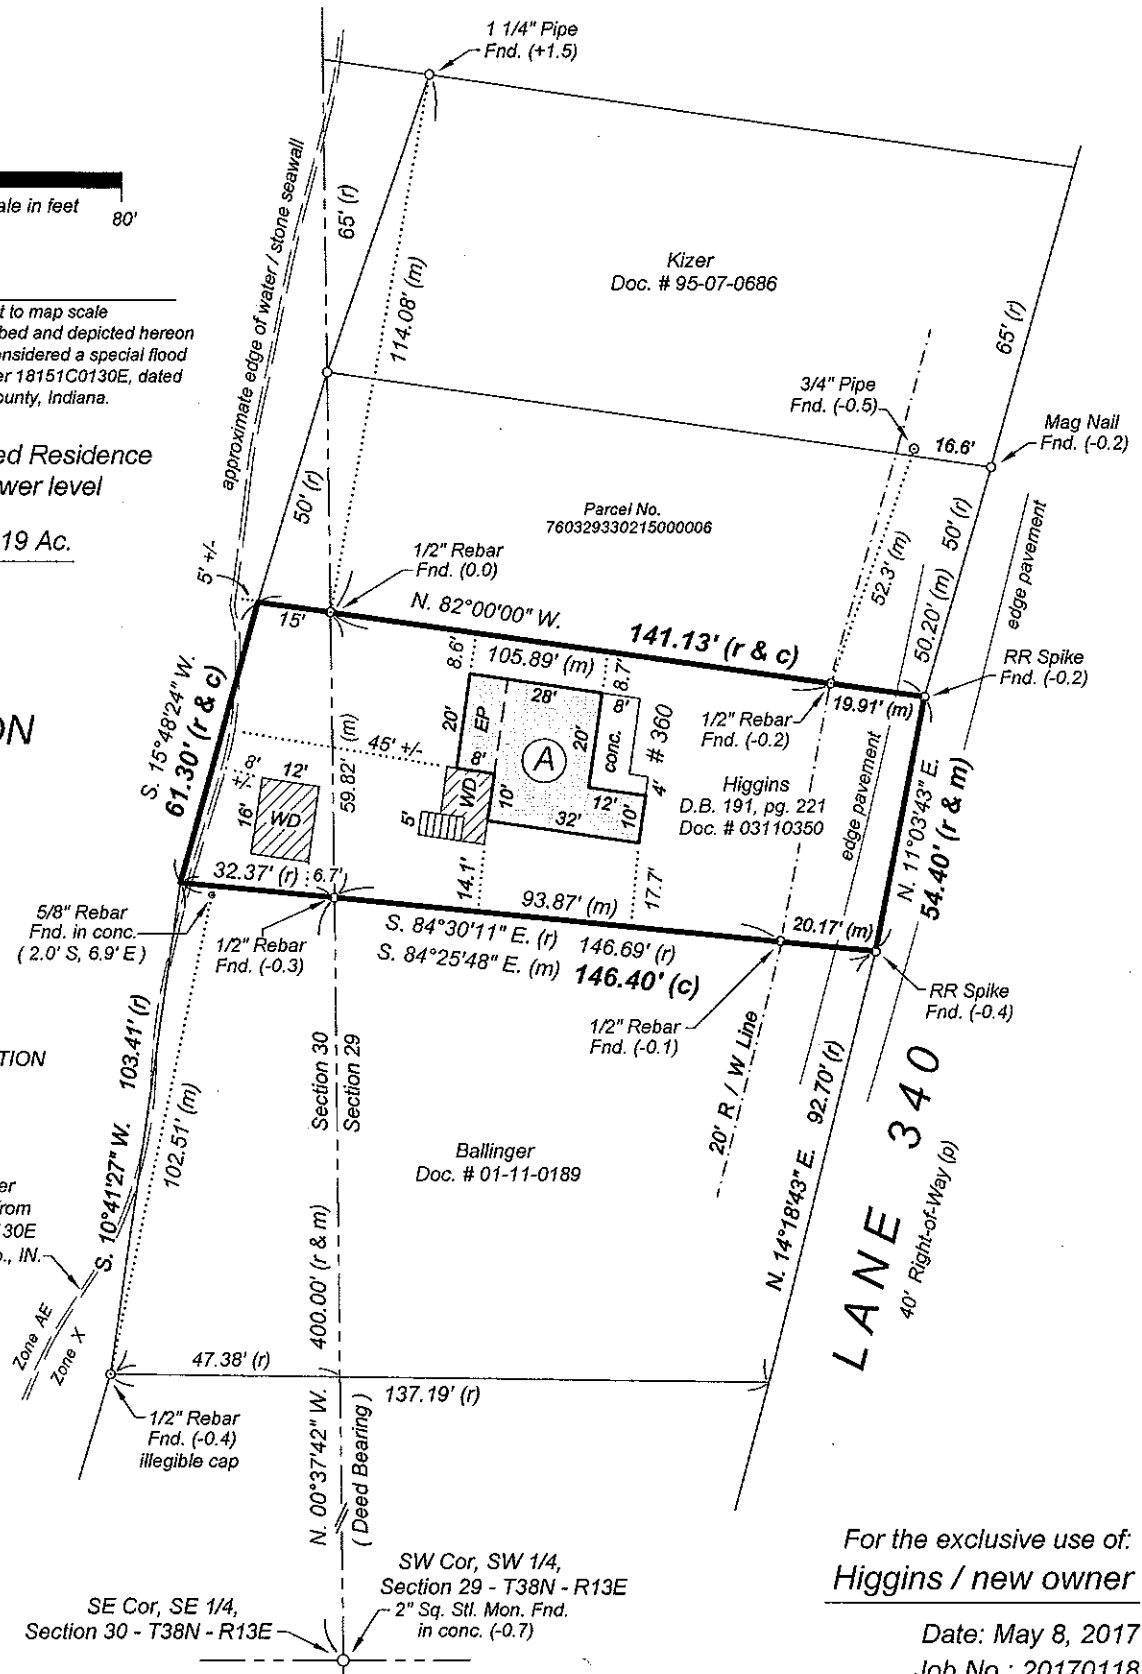 1 1/4" Pipe
Fnd. (+1.5)
ale in feet
80'
t to map scale
bed and depicted hereon
onsidered a special flood
er 18151C0130E, dated
ounty, Indiana.
ed Residence
wer level
19 Ac.
approximate edge of water / stone seawall
65' (r)
114.08' (m)
Kizer
Doc. # 95-07-0686
65' (r)
3/4" Pipe
Fnd. (-0.5)
16.6'
Mag Nail
Fnd. (-0.2)
50' (r)
Parcel No.
760329330215000006
52.3' (m)
50.20' (m) 50' (r)
edge pavement
5' +/-
1/2" Rebar
Fnd. (0.0)
15'
N. 82°00'00" W.
141.13' (r & c)
RR Spike
Fnd. (-0.2)
8.6'
105.89' (m)
8.7'
1/2" Rebar
Fnd. (-0.2)
19.91' (m)
ON
S. 15°48'24" W.
61.30' (r & c)
28'
8'
20'
EP
20'
conc.
# 360
A
45' +/-
8'
8'
+/-
12'
16'
WD
59.82' (m)
WD
10'
12'
4'
10'
5'
32'
Higgins
D.B. 191, pg. 221
Doc. # 03110350
edge pavement
N. 11°03'43" E.
54.40' (r & m)
32.37' (r)
6.7'
14.1'
93.87' (m)
17.7'
20.17' (m)
5/8" Rebar
Fnd. in conc.
( 2.0' S, 6.9' E )
1/2" Rebar
Fnd. (-0.3)
S. 84°30'11" E. (r) 146.69' (r)
S. 84°25'48" E. (m) 146.40' (c)
RR Spike
Fnd. (-0.4)
1/2" Rebar
Fnd. (-0.1)
TION
103.41' (r)
S. 10°41'27" W.
102.51' (m)
Section 30
Section 29
20' R / W Line
N. 14°18'43" E. 92.70' (r)
LANE 340
40' Right-of-Way (p)
Ballinger
Doc. # 01-11-0189
er
from
30E
o., IN.
Zone AE
Zone X
400.00' (r & m)
47.38' (r)
137.19' (r)
1/2" Rebar
Fnd. (-0.4)
illegible cap
N. 00°37'42" W.
( Deed Bearing )
SW Cor, SW 1/4,
Section 29 - T38N - R13E
2" Sq. Stl. Mon. Fnd.
in conc. (-0.7)
SE Cor, SE 1/4,
Section 30 - T38N - R13E
For the exclusive use of:
Higgins / new owner
Date: May 8, 2017
Job No.: 20170118